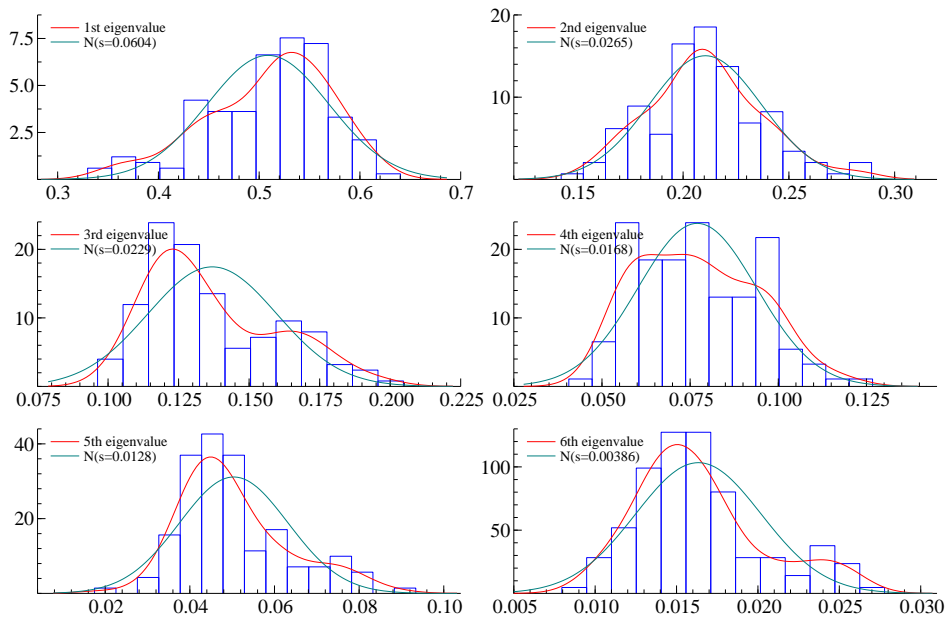 1st eigenvalue
N(s=0.0604)
7.5
5.0
2.5
0.3 0.4 0.5 0.6 0.7
2nd eigenvalue
N(s=0.0265)
20
10
0.15 0.20 0.25 0.30
3rd eigenvalue
N(s=0.0229)
20
10
0.075 0.100 0.125 0.150 0.175 0.200 0.225
4th eigenvalue
N(s=0.0168)
20
10
0.025 0.050 0.075 0.100 0.125
5th eigenvalue
N(s=0.0128)
40
20
0.02 0.04 0.06 0.08 0.10
6th eigenvalue
N(s=0.00386)
100
50
0.005 0.010 0.015 0.020 0.025 0.030